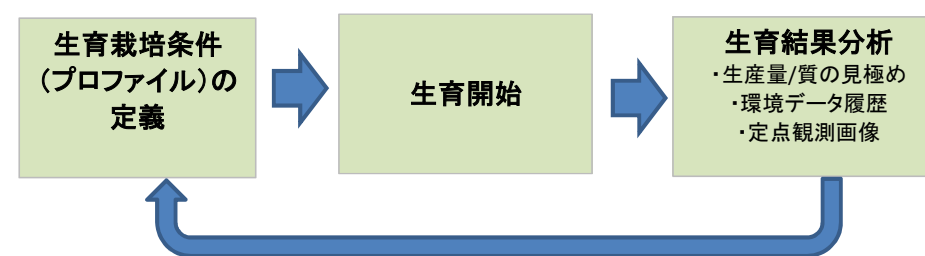 生育栽培条件
(プロファイル)の
定義
生育開始
生育結果分析
・生産量/質の見極め
・環境データ履歴
・定点観測画像